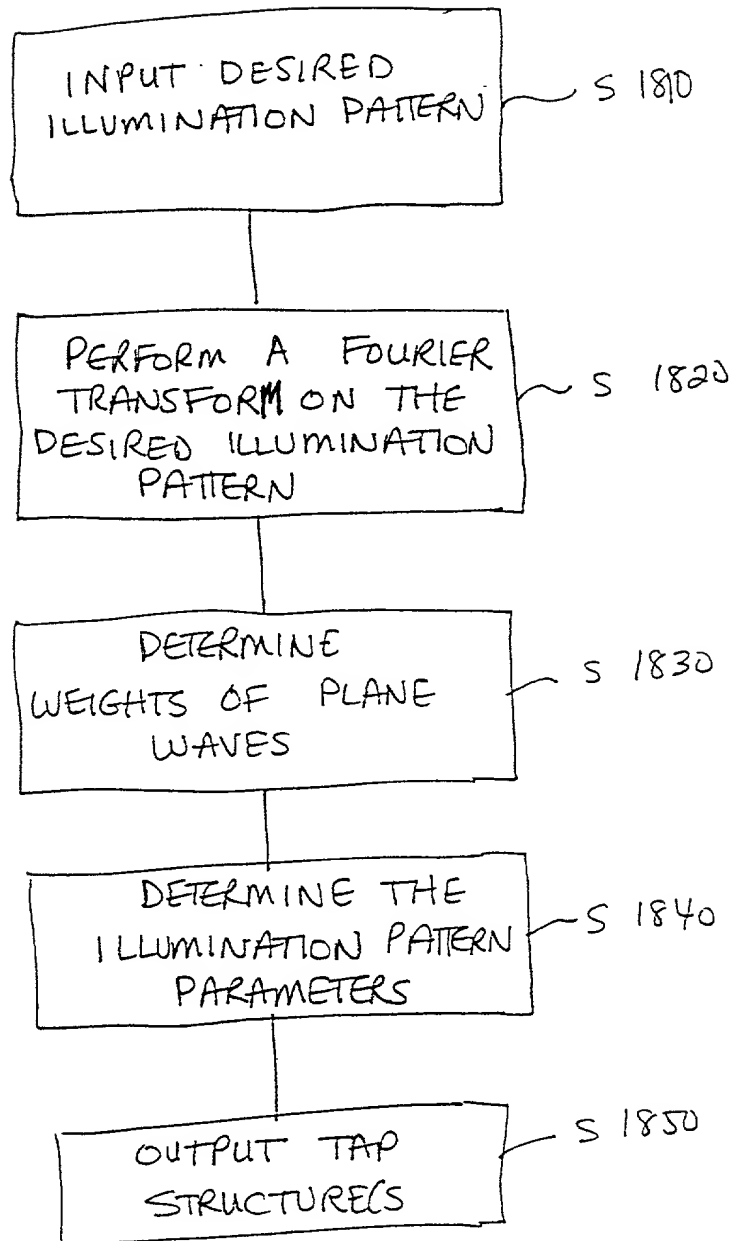 INPUT DESIRED
ILLUMINATION PATTERN
S 1810
PERFORM A FOURIER
TRANSFORM ON THE
DESIRED ILLUMINATION
PATTERN
S 1820
DETERMINE
WEIGHTS OF PLANE
WAVES
S 1830
DETERMINE THE
ILLUMINATION PATTERN
PARAMETERS
S 1840
OUTPUT TAP
STRUCTURE(S
S 1850